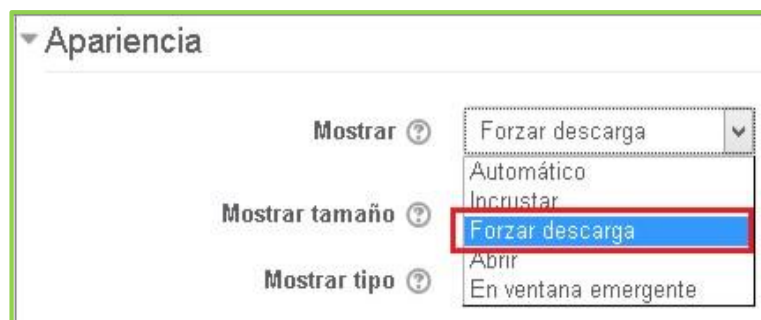 Apariencia
Mostrar
Forzar descarga
Automático
Incrustar
Mostrar tamaño
Forzar descarga
Abrir
Mostrar tipo
En ventana emergente